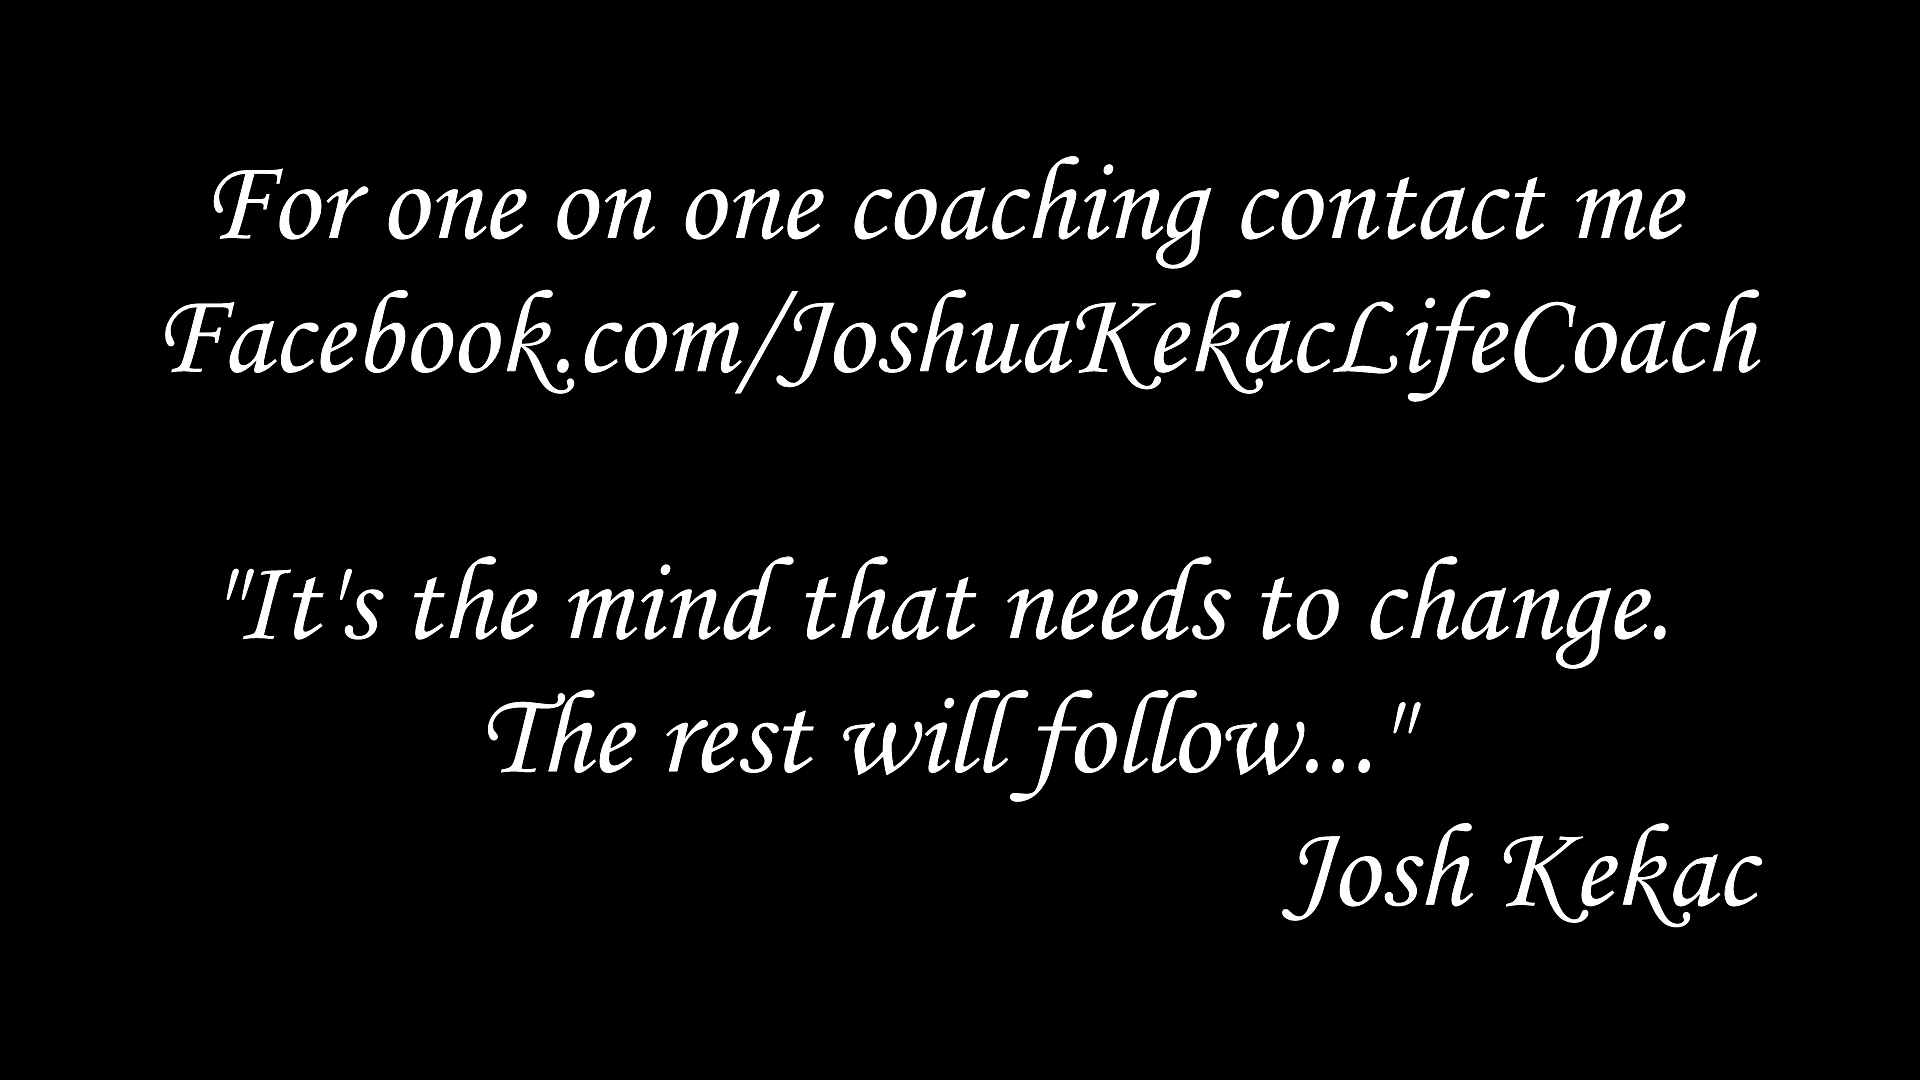 For one on one coaching contact me
Facebook.com/JoshuaKekacLifeCoach
"It's the mind that needs to change.
The rest will follow..."
Josh Kekac